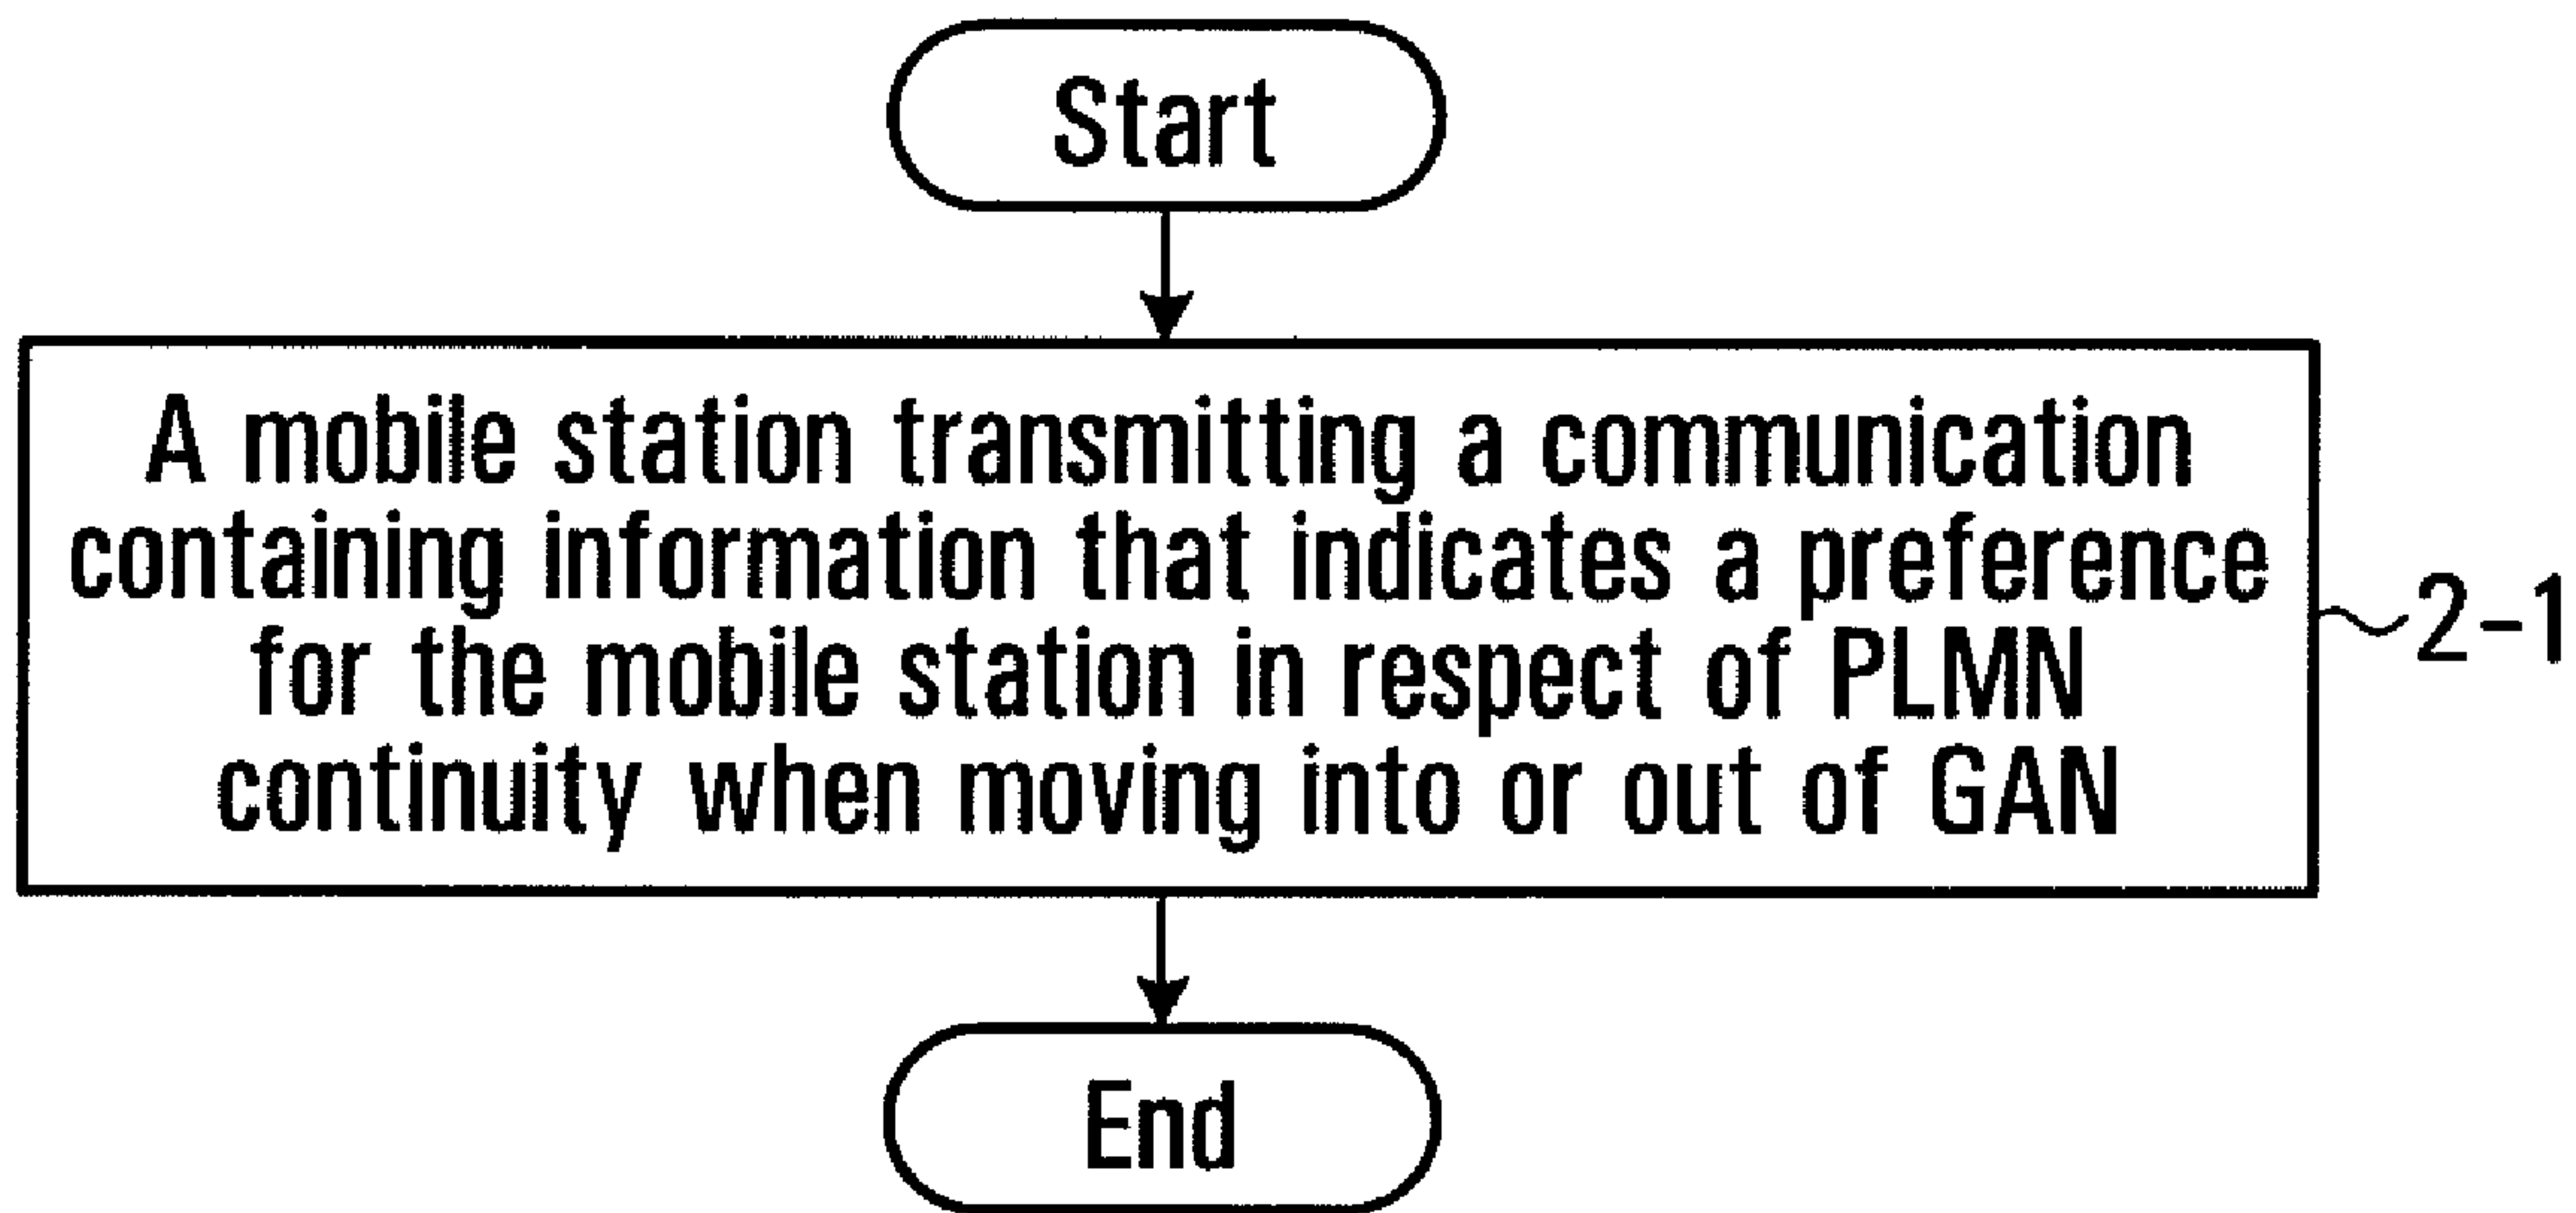 Start
A mobile station transmitting a communication
containing information that indicates a preference
for the mobile station in respect of PLMN
continuity when moving into or out of GAN
2-1
End